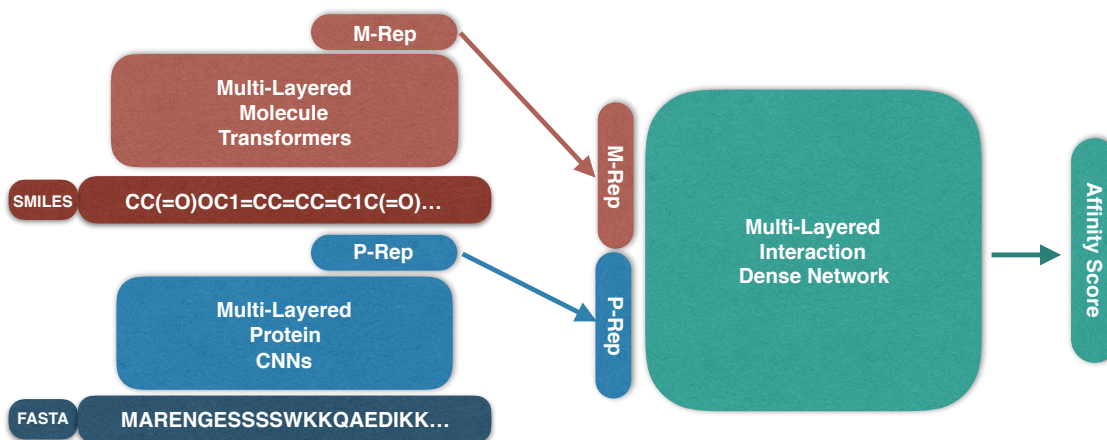 M-Rep
Multi-Layered
Molecule
Transformers
SMILES
CC(=O)OC1=CC=CC=C1C(=O)…
P-Rep
Multi-Layered
Protein
CNNs
FASTA
MARENGESSSSWKKQAEDIKK…
M-Rep
P-Rep
Multi-Layered
Interaction
Dense Network
Affinity Score